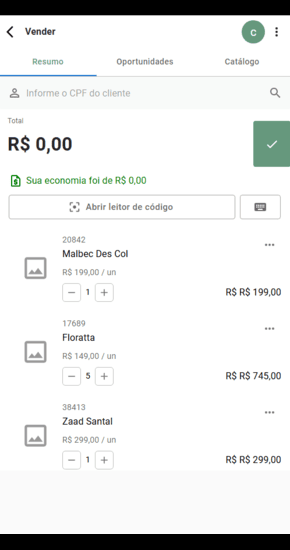 Vender
C
Resumo
Oportunidades
Catálogo
Informe o CPF do cliente
Total
R$ 0,00
Sua economia foi de R$ 0,00
Abrir leitor de código
20842
Malbec Des Col
R$ 199,00 / un
1
R$ R$ 199,00
17689
Floratta
R$ 149,00 / un
5
R$ R$ 745,00
38413
Zaad Santal
R$ 299,00 / un
1
R$ R$ 299,00